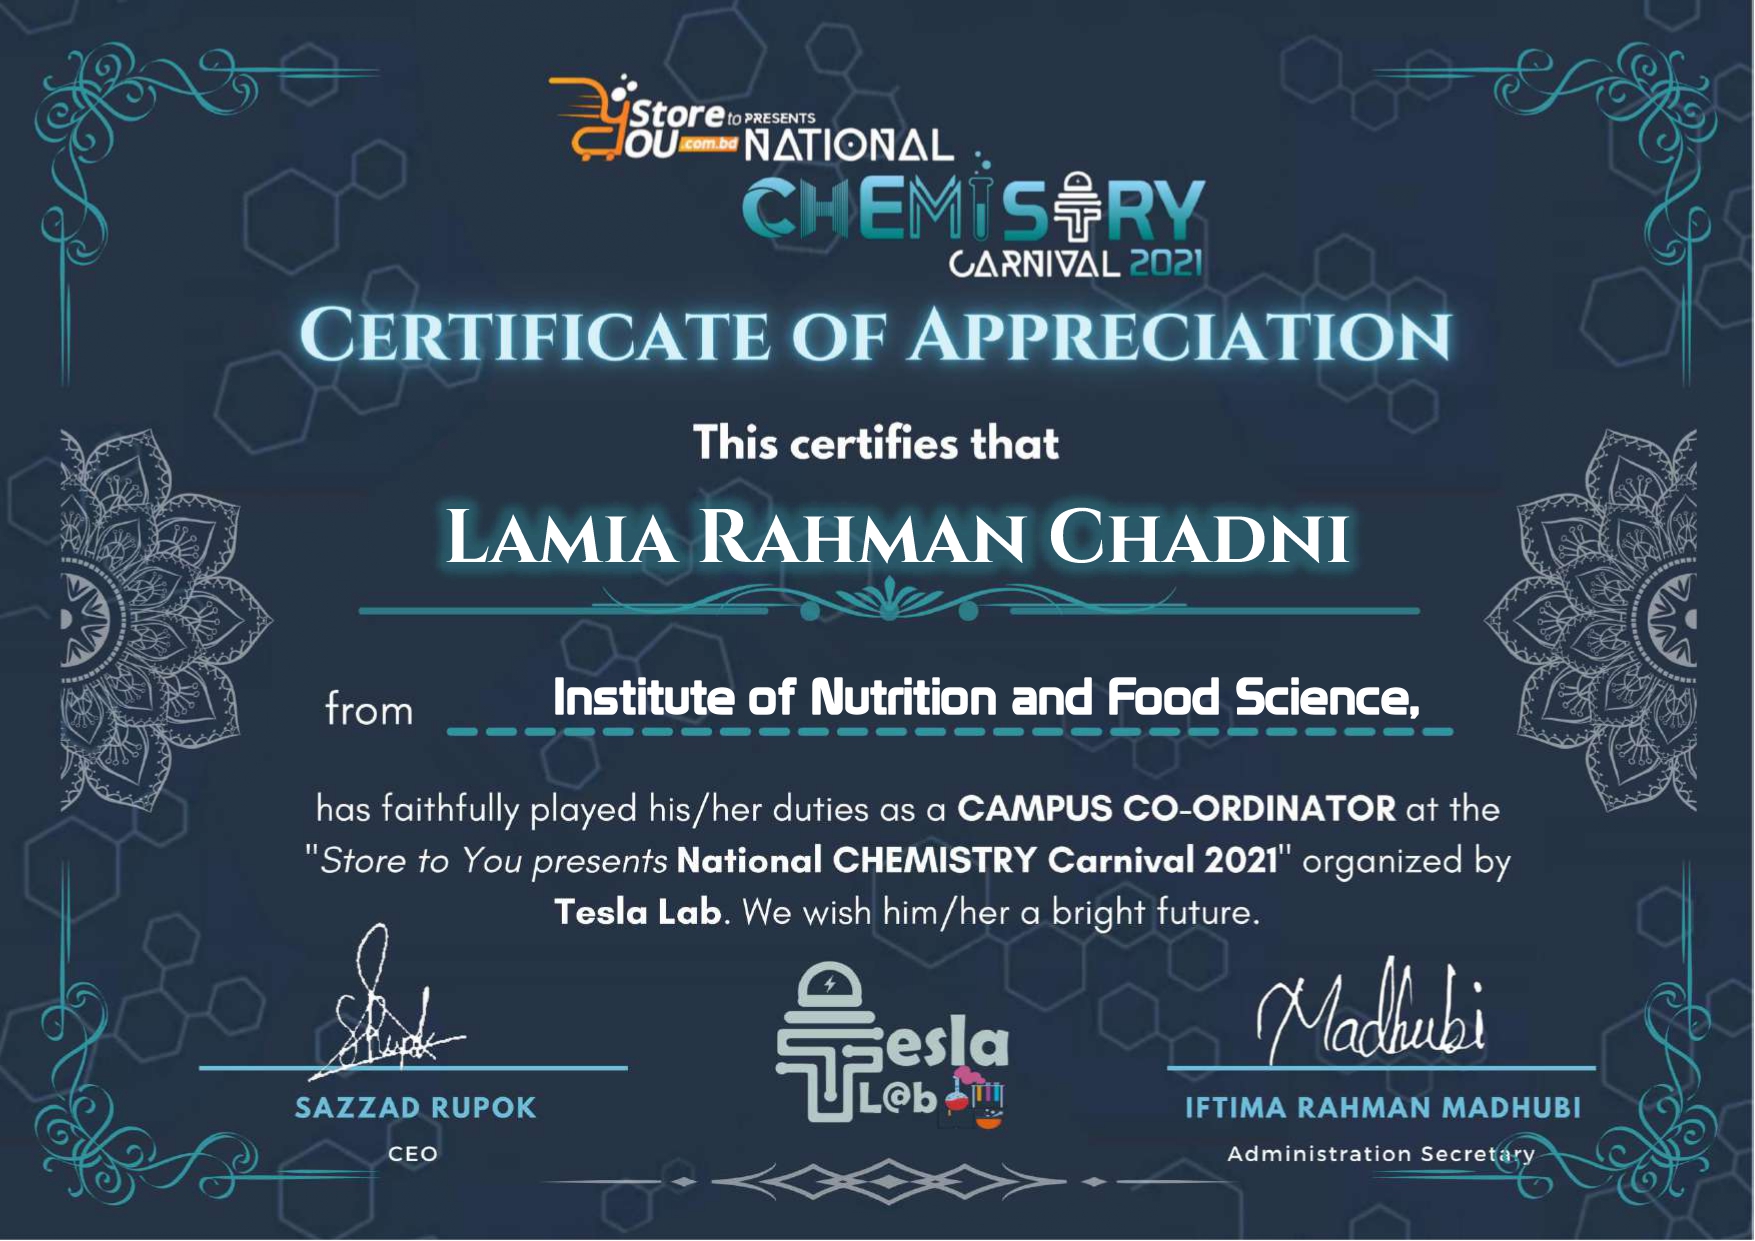 Store to PRESENTS
YOU .com.bd NATIONAL
CHEMISTRY
CARNIVAL 2021
CERTIFICATE OF APPRECIATION
This certifies that
LAMIA RAHMAN CHADNI
from Institute of Nutrition and Food Science,
has faithfully played his/her duties as a CAMPUS CO-ORDINATOR at the
"Store to You presents National CHEMISTRY Carnival 2021" organized by
Tesla Lab. We wish him/her a bright future.
Shupok
Madhubi
Tesla
L@b
SAZZAD RUPOK
IFTIMA RAHMAN MADHUBI
CEO
Administration Secretary